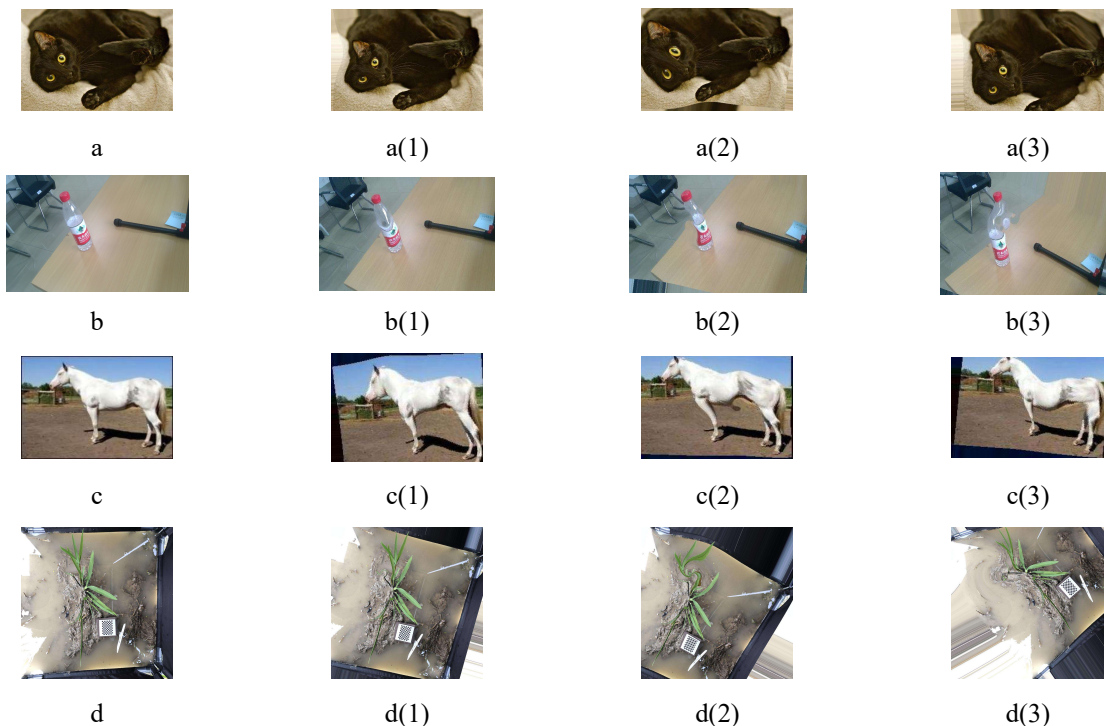 a a(1) a(2) a(3)
b b(1) b(2) b(3)
c c(1) c(2) c(3)
d d(1) d(2) d(3)